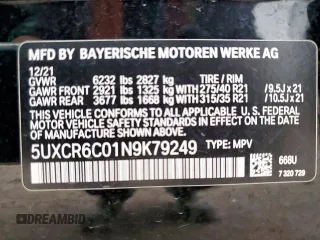 MFD BY BAYERISCHE MOTOREN WERKE AG
12/21
GVWR 6232 lbs 2827 kg TIRE / RIM
GAWR FRONT 2921 lbs 1325 kg 275/40 R21 /9.5J x 21
GAWR REAR 3677 lbs 1668 kg 315/35 R21 /10.5J x 21
THIS VEHICLE CONFORMS TO ALL APPLICABLE U.S. FEDERAL
MOTOR VEHICLE SAFETY STANDARDS IN EFFECT
ON THE DATE OF MANUFACTURE SHOWN ABOVE.
5UXCR6C01N9K79249 TYPE: MPV
668U
7 320 729